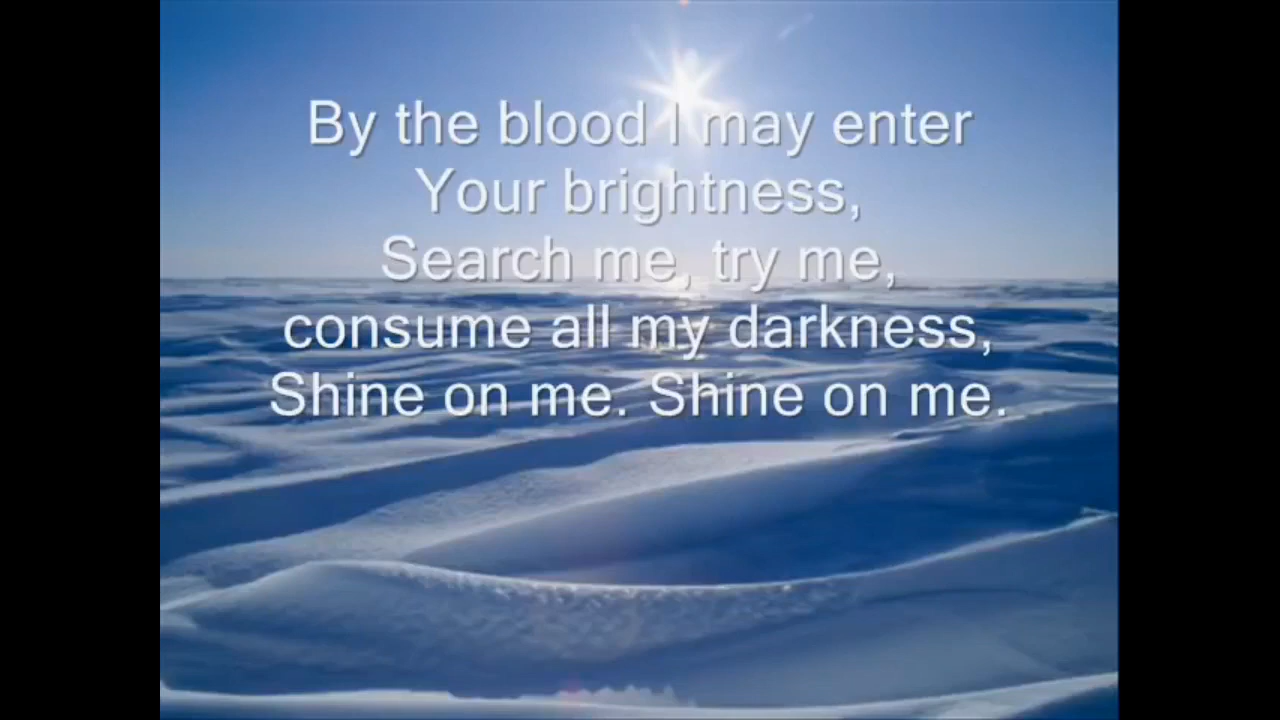 By the blood I may enter
Your brightness,
Search me, try me,
consume all my darkness,
Shine on me. Shine on me.